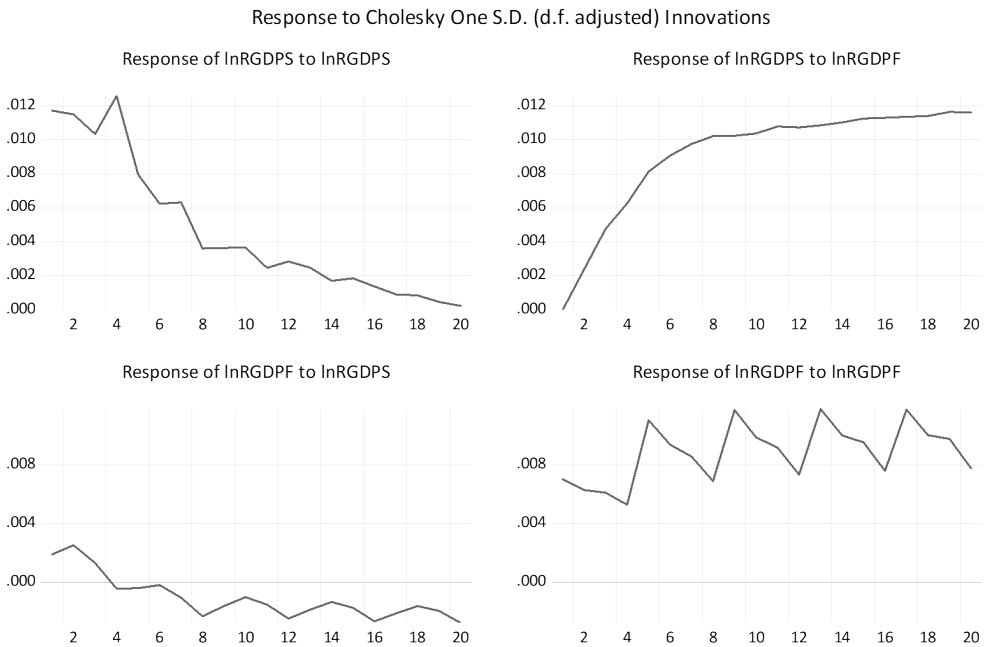 Response to Cholesky One S.D. (d.f. adjusted) Innovations
Response of lnRGDPS to lnRGDPS
.012
.010
.008
.006
.004
.002
.000
2 4 6 8 10 12 14 16 18 20
Response of lnRGDPS to lnRGDPF
.012
.010
.008
.006
.004
.002
.000
2 4 6 8 10 12 14 16 18 20
Response of lnRGDPF to lnRGDPS
.008
.004
.000
2 4 6 8 10 12 14 16 18 20
Response of lnRGDPF to lnRGDPF
.008
.004
.000
2 4 6 8 10 12 14 16 18 20